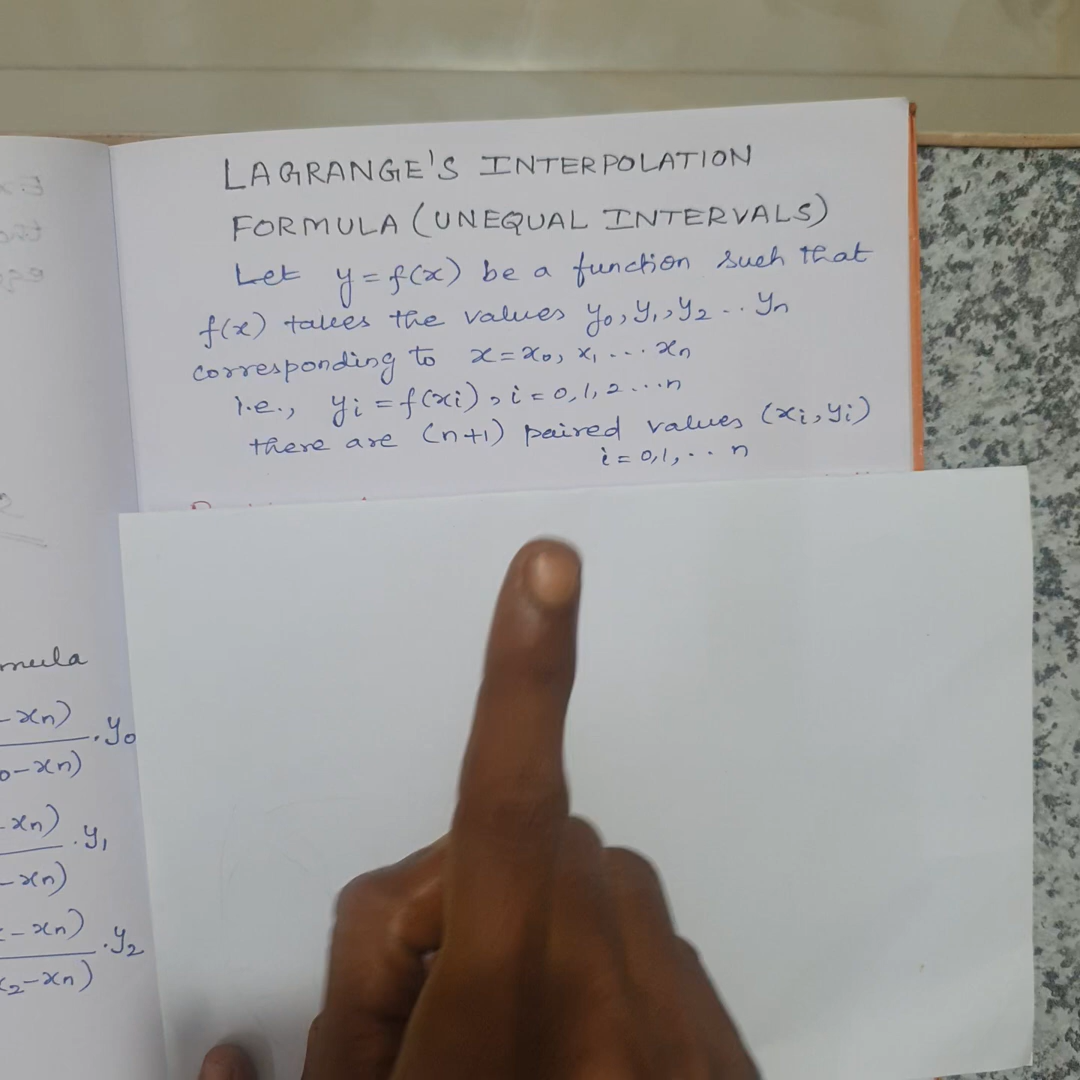 LAGRANGE'S INTERPOLATION
FORMULA (UNEQUAL INTERVALS)
Let y = f(x) be a function such that
f(x) takes the values y₀, y₁, y₂ .. yₙ
corresponding to x = x₀, x₁ ... xₙ
i.e., yᵢ = f(xᵢ), i = 0, 1, 2 ... n
there are (n+1) paired values (xᵢ, yᵢ)
i = 0, 1, .. n
mula
-xₙ) .y₀
0-xₙ)
-xₙ) .y₁
-xₙ)
-xₙ) .y₂
x₂-xₙ)